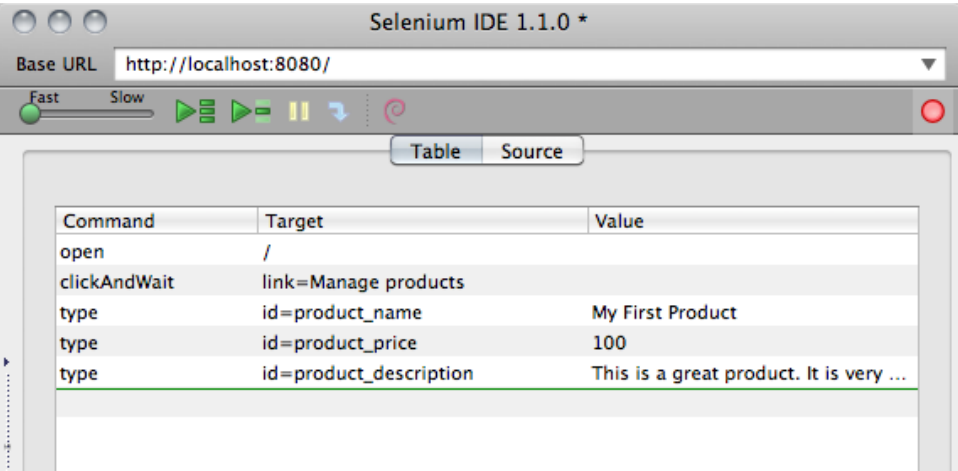 Selenium IDE 1.1.0 *
Base URL http://localhost:8080/
Fast Slow
Table Source
Command Target Value
open /
clickAndWait link=Manage products
type id=product_name My First Product
type id=product_price 100
type id=product_description This is a great product. It is very ...